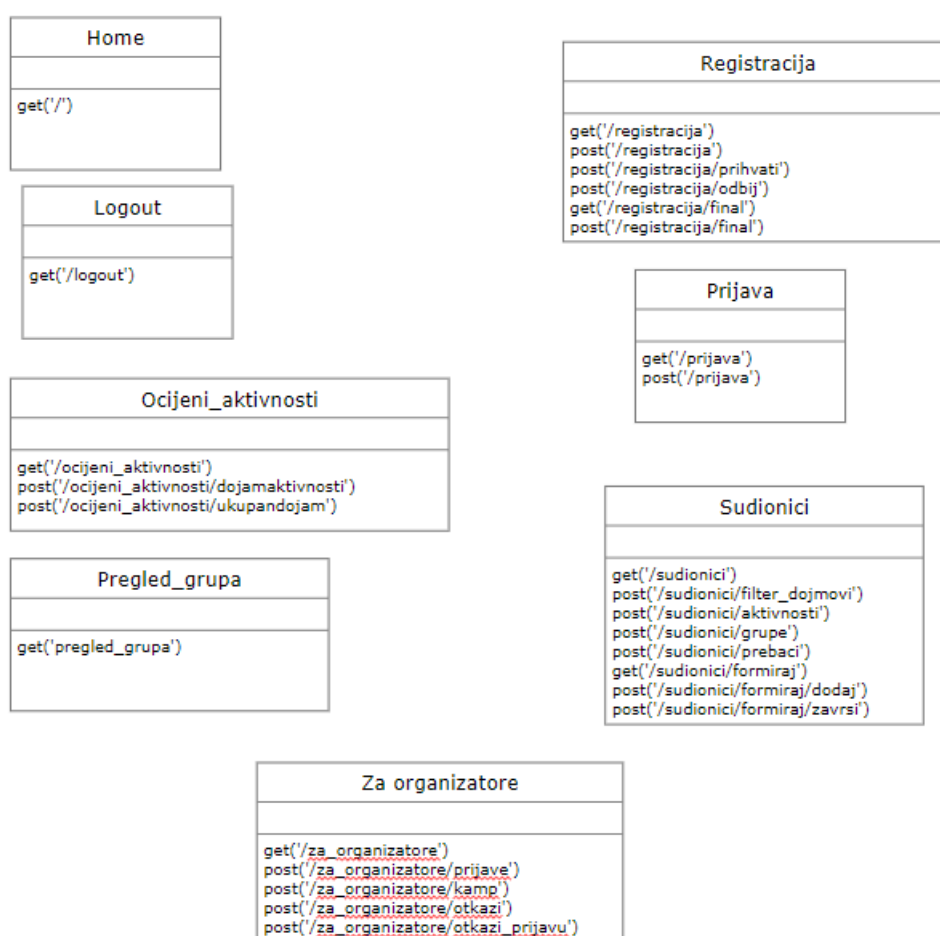 Home
get('/')
Registracija
get('/registracija')
post('/registracija')
post('/registracija/prihvati')
post('/registracija/odbij')
get('/registracija/final')
post('/registracija/final')
Logout
get('/logout')
Prijava
get('/prijava')
post('/prijava')
Ocijeni_aktivnosti
get('/ocijeni_aktivnosti')
post('/ocijeni_aktivnosti/dojamaktivnosti')
post('/ocijeni_aktivnosti/ukupandojam')
Sudionici
get('/sudionici')
post('/sudionici/filter_dojmovi')
post('/sudionici/aktivnosti')
post('/sudionici/grupe')
post('/sudionici/prebaci')
get('/sudionici/formiraj')
post('/sudionici/formiraj/dodaj')
post('/sudionici/formiraj/zavrsi')
Pregled_grupa
get('pregled_grupa')
Za organizatore
get('/za_organizatore')
post('/za_organizatore/prijave')
post('/za_organizatore/kamp')
post('/za_organizatore/otkazi')
post('/za_organizatore/otkazi_prijavu')